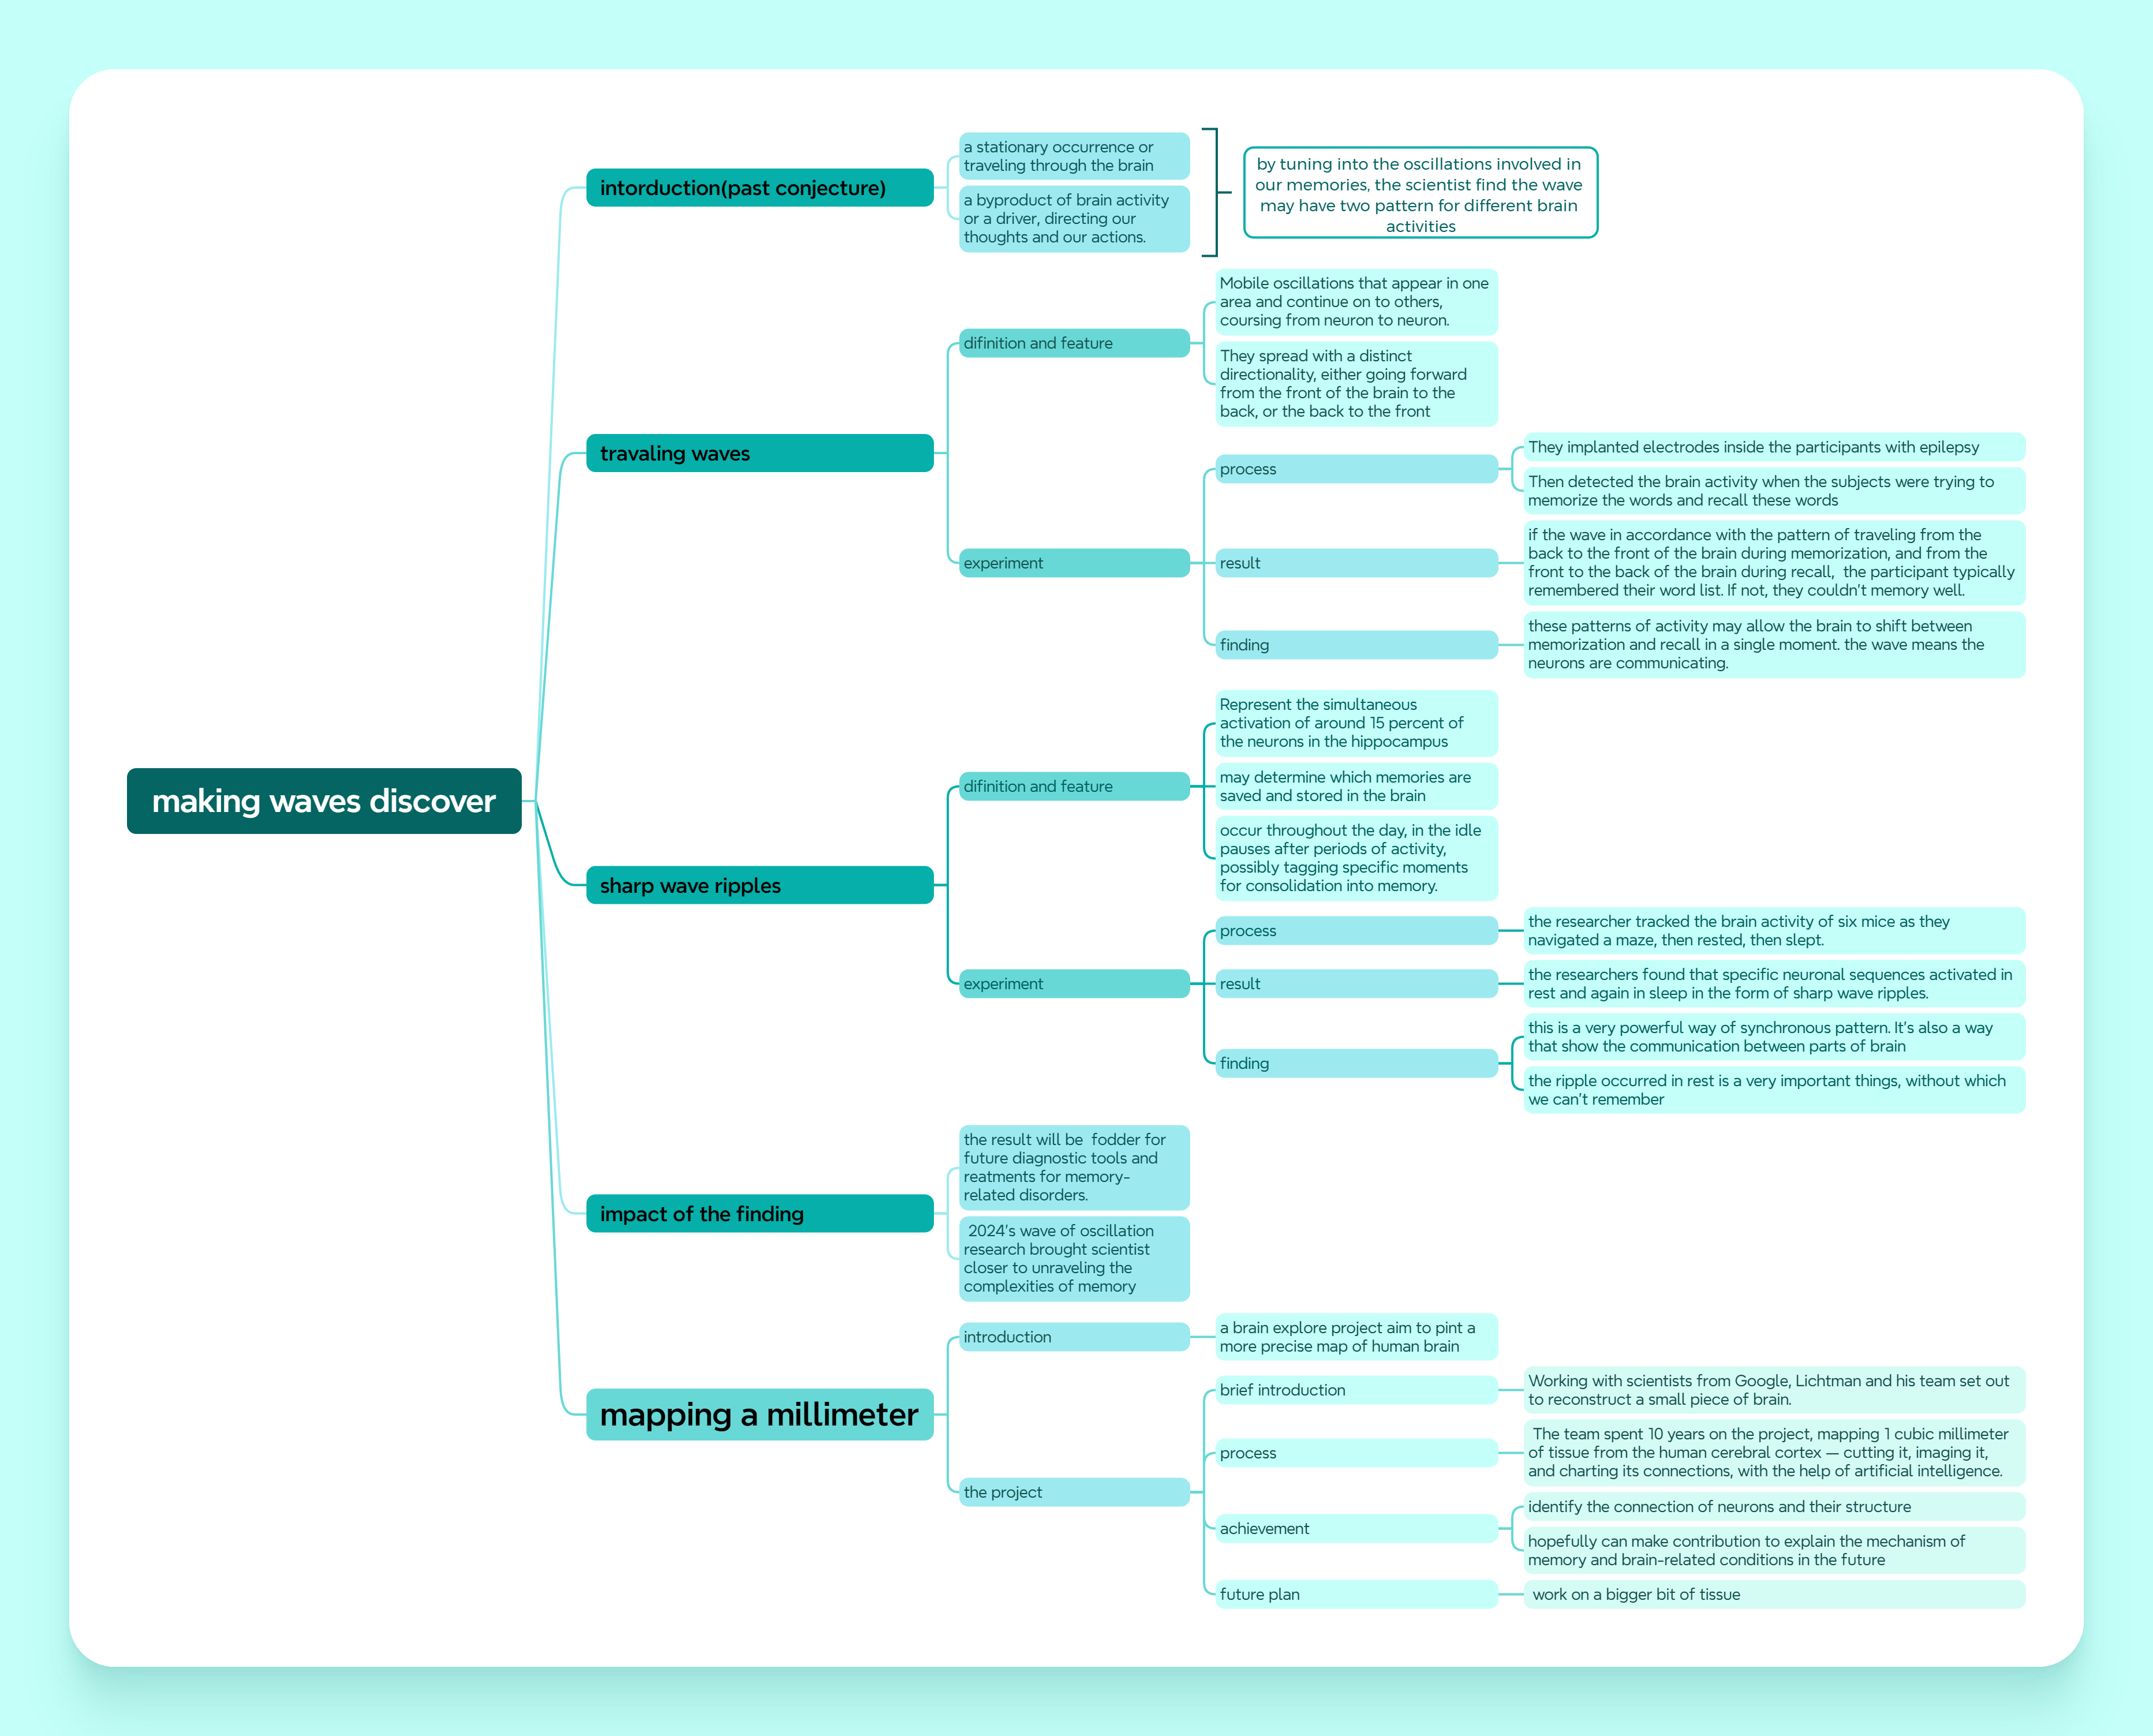 making waves discover
intorduction(past conjecture)
a stationary occurrence or
traveling through the brain
a byproduct of brain activity
or a driver, directing our
thoughts and our actions.
by tuning into the oscillations involved in
our memories, the scientist find the wave
may have two pattern for different brain
activities
travaling waves
difinition and feature
Mobile oscillations that appear in one
area and continue on to others,
coursing from neuron to neuron.
They spread with a distinct
directionality, either going forward
from the front of the brain to the
back, or the back to the front
experiment
process
They implanted electrodes inside the participants with epilepsy
Then detected the brain activity when the subjects were trying to
memorize the words and recall these words
result
if the wave in accordance with the pattern of traveling from the
back to the front of the brain during memorization, and from the
front to the back of the brain during recall,  the participant typically
remembered their word list. If not, they couldn't memory well.
finding
these patterns of activity may allow the brain to shift between
memorization and recall in a single moment. the wave means the
neurons are communicating.
sharp wave ripples
difinition and feature
Represent the simultaneous
activation of around 15 percent of
the neurons in the hippocampus
may determine which memories are
saved and stored in the brain
occur throughout the day, in the idle
pauses after periods of activity,
possibly tagging specific moments
for consolidation into memory.
experiment
process
the researcher tracked the brain activity of six mice as they
navigated a maze, then rested, then slept.
result
the researchers found that specific neuronal sequences activated in
rest and again in sleep in the form of sharp wave ripples.
finding
this is a very powerful way of synchronous pattern. It's also a way
that show the communication between parts of brain
the ripple occurred in rest is a very important things, without which
we can't remember
impact of the finding
the result will be  fodder for
future diagnostic tools and
reatments for memory-
related disorders.
2024's wave of oscillation
research brought scientist
closer to unraveling the
complexities of memory
mapping a millimeter
introduction
a brain explore project aim to pint a
more precise map of human brain
the project
brief introduction
Working with scientists from Google, Lichtman and his team set out
to reconstruct a small piece of brain.
process
The team spent 10 years on the project, mapping 1 cubic millimeter
of tissue from the human cerebral cortex — cutting it, imaging it,
and charting its connections, with the help of artificial intelligence.
achievement
identify the connection of neurons and their structure
hopefully can make contribution to explain the mechanism of
memory and brain-related conditions in the future
future plan
work on a bigger bit of tissue